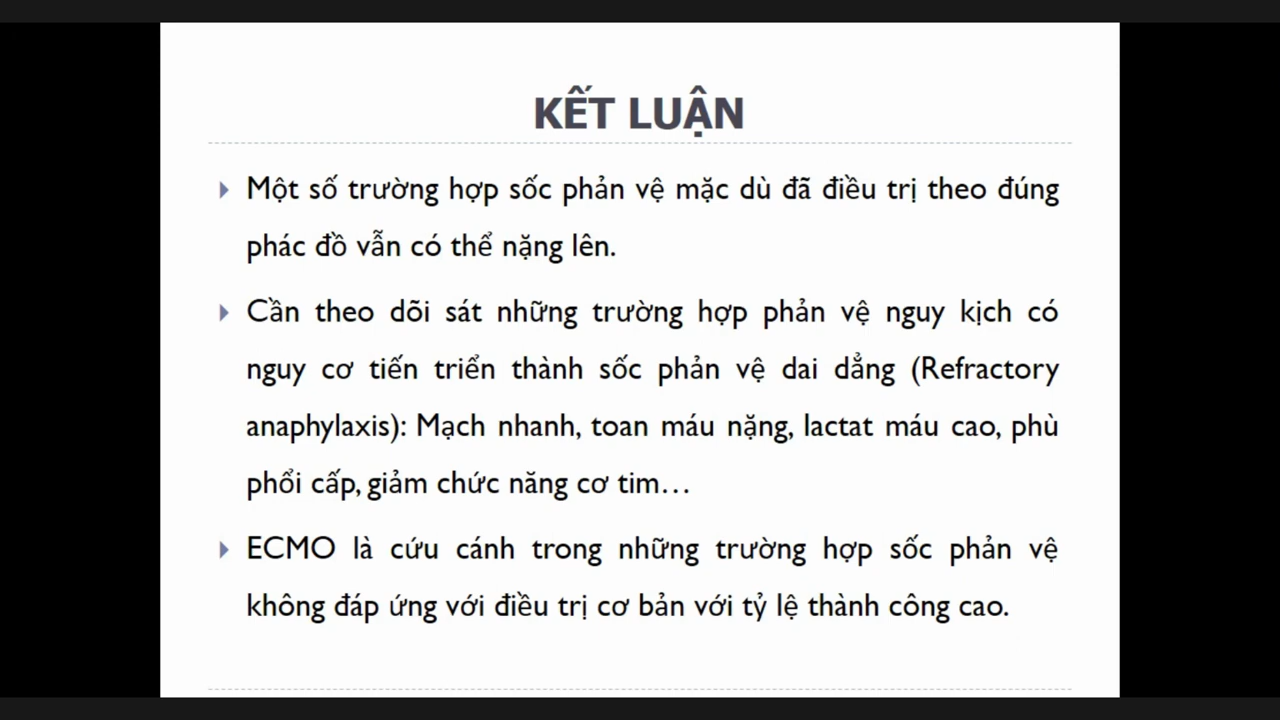 KẾT LUẬN
Một số trường hợp sốc phản vệ mặc dù đã điều trị theo đúng
phác đồ vẫn có thể nặng lên.
Cần theo dõi sát những trường hợp phản vệ nguy kịch có
nguy cơ tiến triển thành sốc phản vệ dai dẳng (Refractory
anaphylaxis): Mạch nhanh, toan máu nặng, lactat máu cao, phù
phổi cấp, giảm chức năng cơ tim…
ECMO là cứu cánh trong những trường hợp sốc phản vệ
không đáp ứng với điều trị cơ bản với tỷ lệ thành công cao.